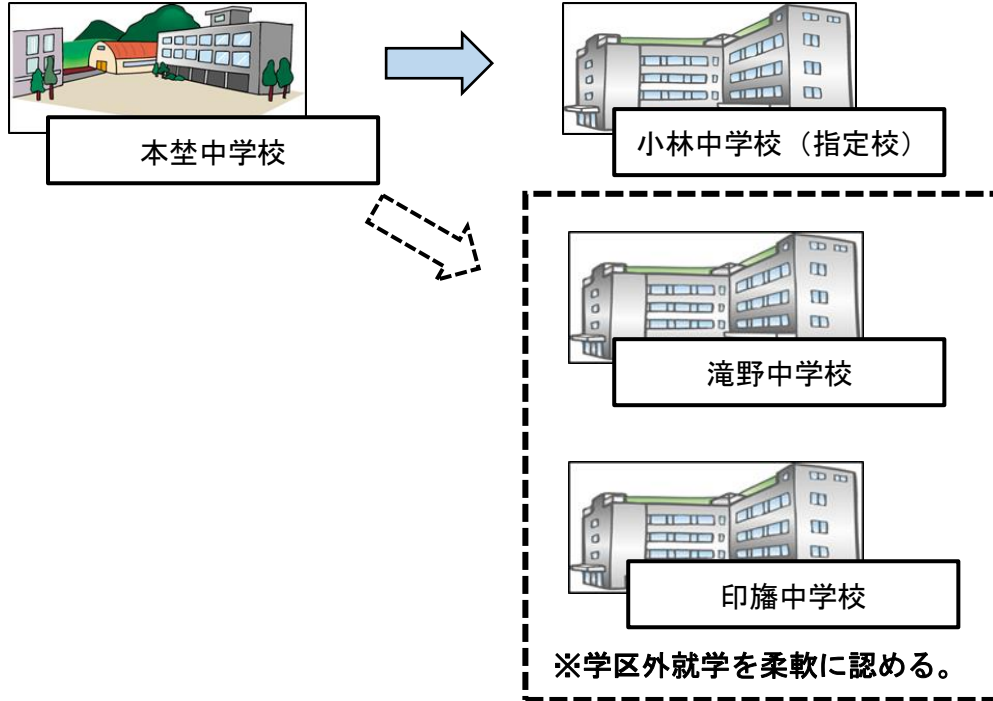 本埜中学校
小林中学校（指定校）
滝野中学校
印旛中学校
※学区外就学を柔軟に認める。